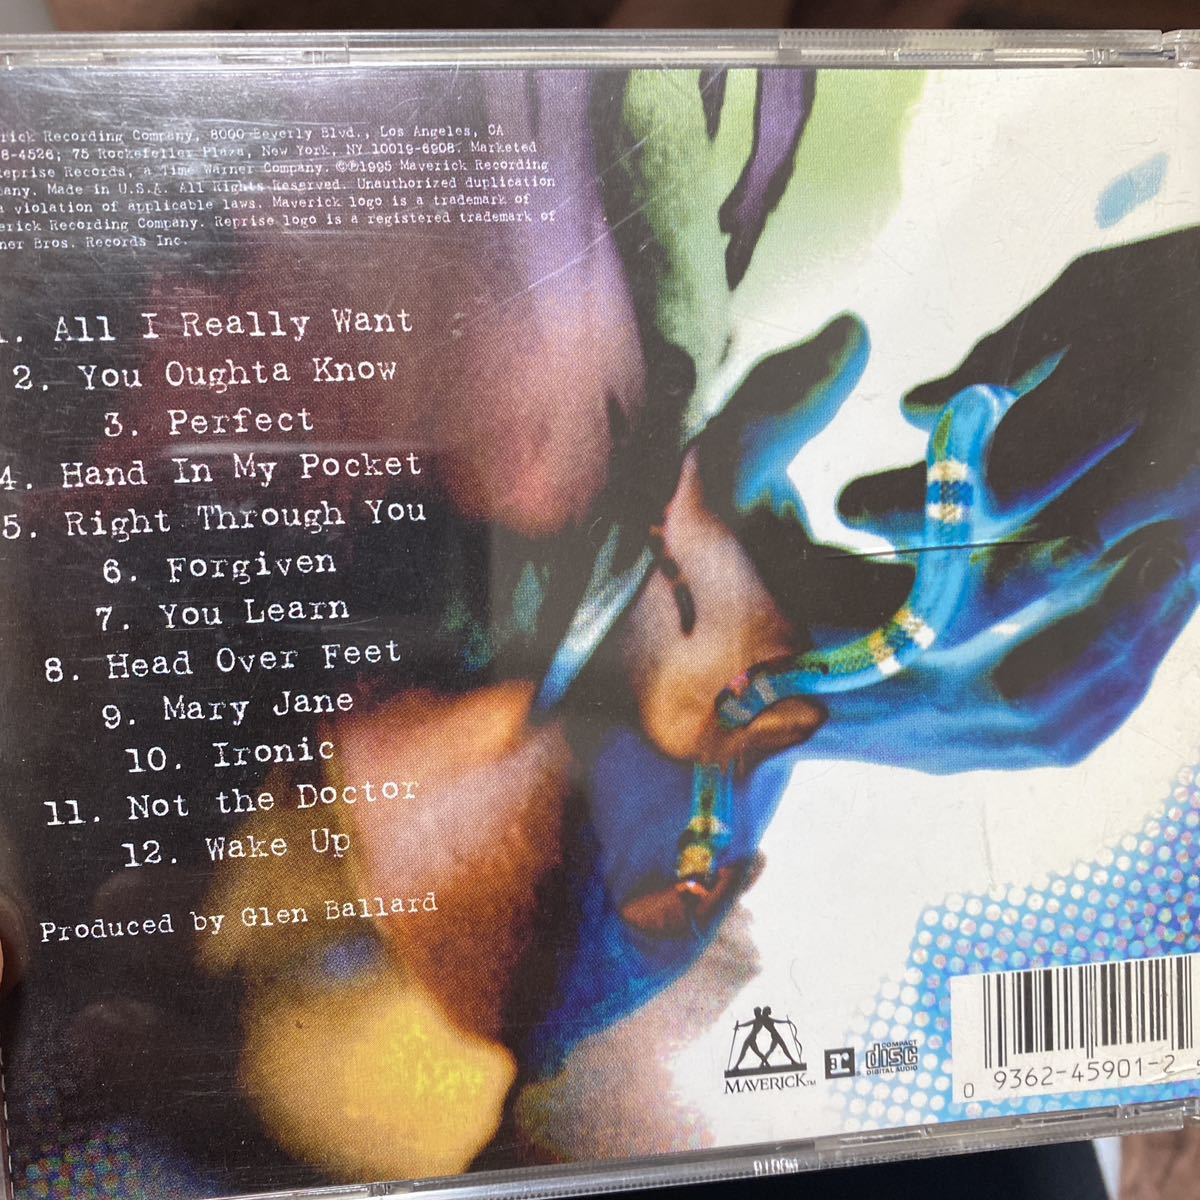 rick Recording Company, 8000 Beverly Blvd., Los Angeles, CA
8-4526; 75 Rockefeller Plaza, New York, NY 10019-6908. Marketed
eprise Records, a Time Warner Company. ©℗1995 Maverick Recording
any. Made in U.S.A. All Rights Reserved. Unauthorized duplication
a violation of applicable laws. Maverick logo is a trademark of
erick Recording Company. Reprise logo is a registered trademark of
ner Bros. Records Inc.
1. All I Really Want
2. You Oughta Know
3. Perfect
4. Hand In My Pocket
5. Right Through You
6. Forgiven
7. You Learn
8. Head Over Feet
9. Mary Jane
10. Ironic
11. Not the Doctor
12. Wake Up
Produced by Glen Ballard
MAVERICK™
r®
COMPACT
disc
DIGITAL AUDIO
0 9362-45901-2